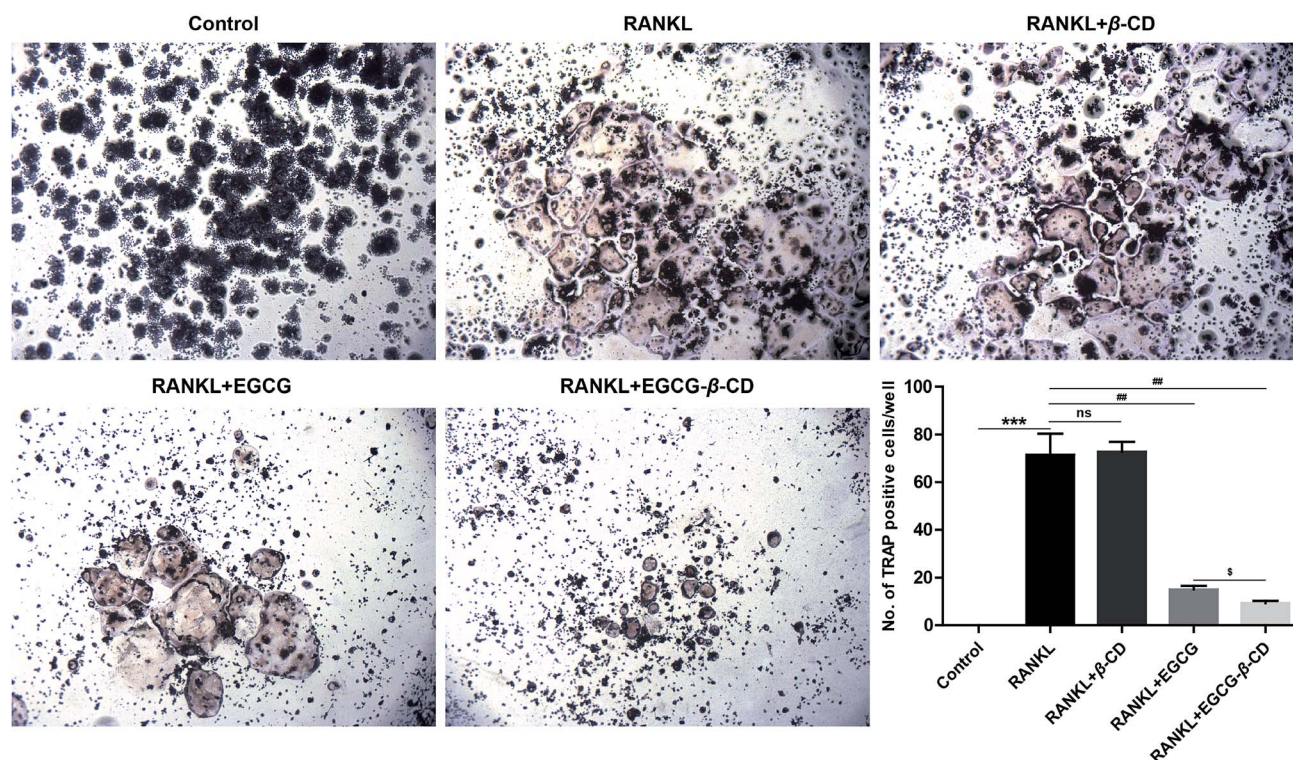 Control
RANKL
RANKL+β-CD
RANKL+EGCG
RANKL+EGCG-β-CD
No. of TRAP positive cells/well
100
80
60
40
20
0
##
##
ns
***
$
Control
RANKL
RANKL+β-CD
RANKL+EGCG
RANKL+EGCG-β-CD